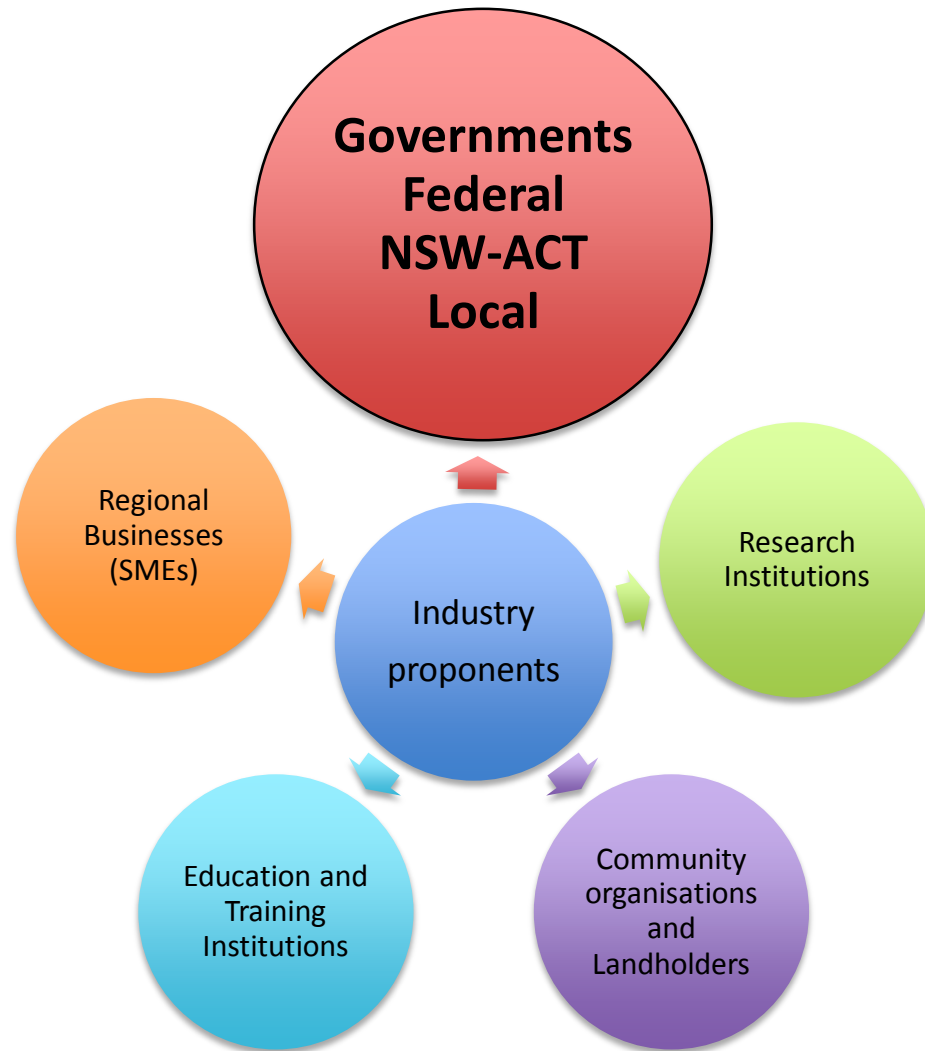 Governments
Federal
NSW-ACT
Local
Regional
Businesses
(SMEs)
Research
Institutions
Industry
proponents
Education and
Training
Institutions
Community
organisations
and
Landholders